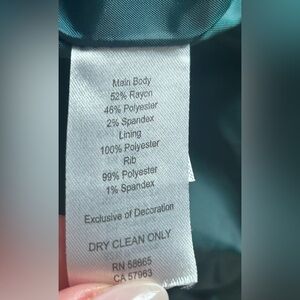 Main Body
52% Rayon
46% Polyester
2% Spandex
Lining
100% Polyester
Rib
99% Polyester
1% Spandex
Exclusive of Decoration
DRY CLEAN ONLY
RN 58665
CA 57963